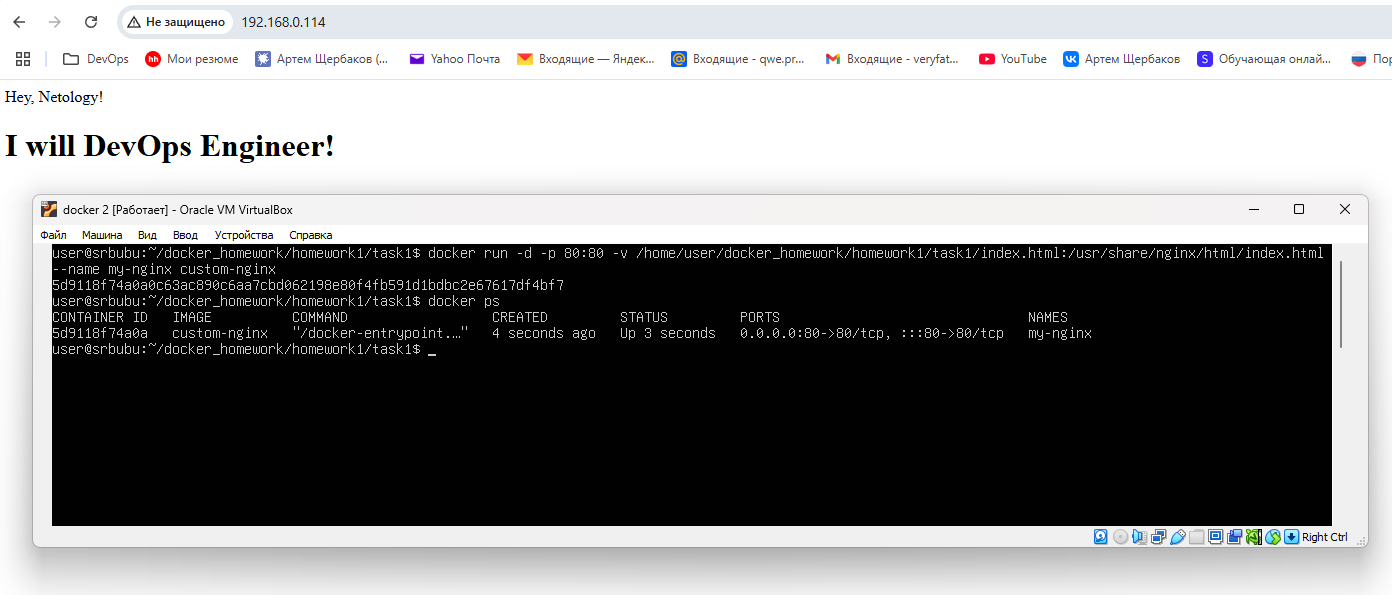 Не защищено 192.168.0.114
DevOps Мои резюме Артем Щербаков (... Yahoo Почта Входящие — Яндек... Входящие - qwe.pr... Входящие - veryfat... YouTube Артем Щербаков Обучающая онлай... Пор
Hey, Netology!
I will DevOps Engineer!
docker 2 [Работает] - Oracle VM VirtualBox
Файл Машина Вид Ввод Устройства Справка
user@srbubu:~/docker_homework/homework1/task1$ docker run -d -p 80:80 -v /home/user/docker_homework/homework1/task1/index.html:/usr/share/nginx/html/index.html
--name my-nginx custom-nginx
5d9118f74a0a0c63ac890c6aa7cbd062198e80f4fb591d1bdbc2e67617df4bf7
user@srbubu:~/docker_homework/homework1/task1$ docker ps
CONTAINER ID IMAGE COMMAND CREATED STATUS PORTS NAMES
5d9118f74a0a custom-nginx "/docker-entrypoint.…" 4 seconds ago Up 3 seconds 0.0.0.0:80->80/tcp, :::80->80/tcp my-nginx
user@srbubu:~/docker_homework/homework1/task1$ _
Right Ctrl